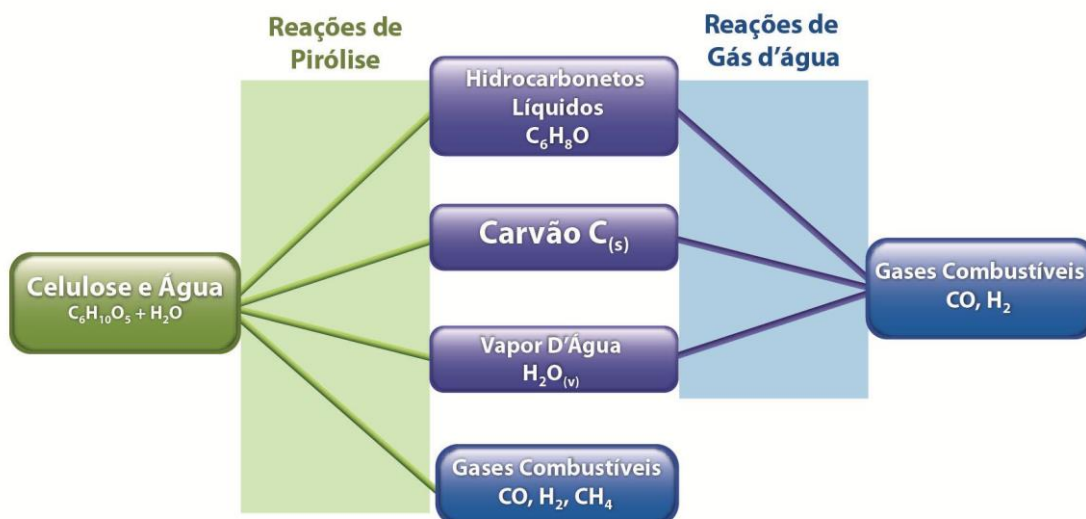 Reações de
Pirólise
Reações de
Gás d'água
Hidrocarbonetos
Líquidos
C₆H₈O
Carvão C₍s₎
Celulose e Água
C₆H₁₀O₅ + H₂O
Vapor D'Água
H₂O₍v₎
Gases Combustíveis
CO, H₂, CH₄
Gases Combustíveis
CO, H₂